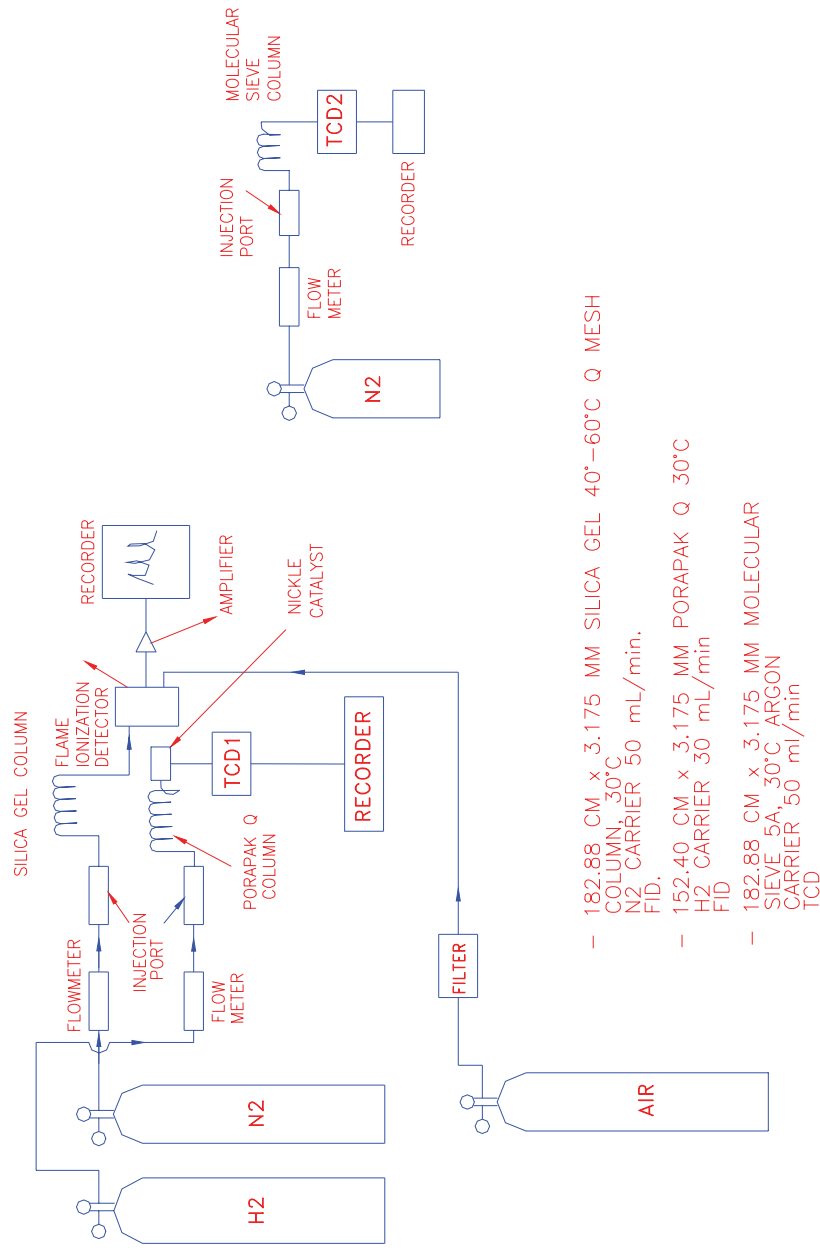 SILICA GEL COLUMN
FLAME
IONIZATION
DETECTOR
RECORDER
AMPLIFIER
NICKLE
CATALYST
FLOWMETER
INJECTION
PORT
PORAPAK Q
COLUMN
FLOW
METER
TCD1
RECORDER
H2
N2
FILTER
AIR
MOLECULAR
SIEVE
COLUMN
INJECTION
PORT
FLOW
METER
TCD2
RECORDER
N2
- 182.88 CM x 3.175 MM SILICA GEL 40°-60°C Q MESH
COLUMN, 30°C
N2 CARRIER 50 mL/min.
FID.
- 152.40 CM x 3.175 MM PORAPAK Q 30°C
H2 CARRIER 30 mL/min
FID
- 182.88 CM x 3.175 MM MOLECULAR
SIEVE 5A, 30°C ARGON
CARRIER 50 ml/min
TCD